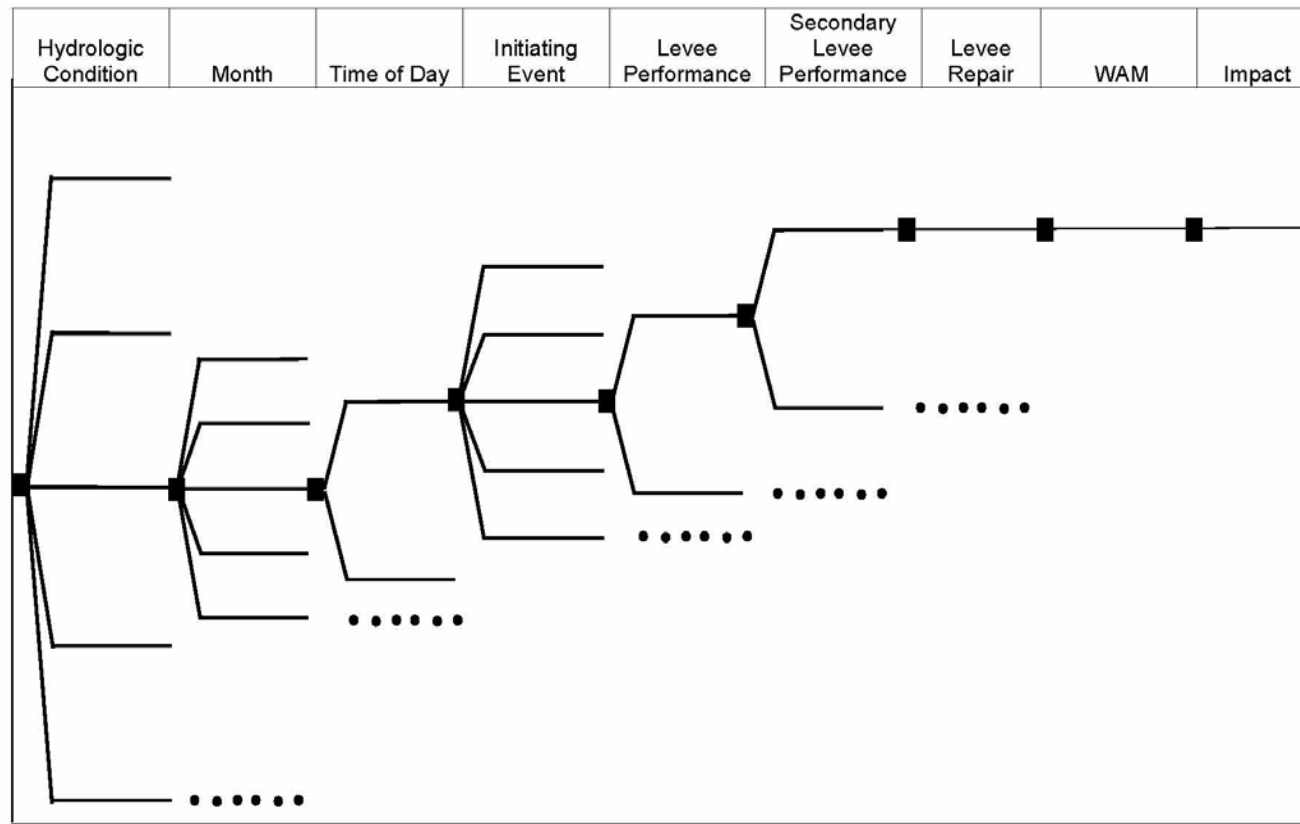 Hydrologic
Condition
Month
Time of Day
Initiating
Event
Levee
Performance
Secondary
Levee
Performance
Levee
Repair
WAM
Impact